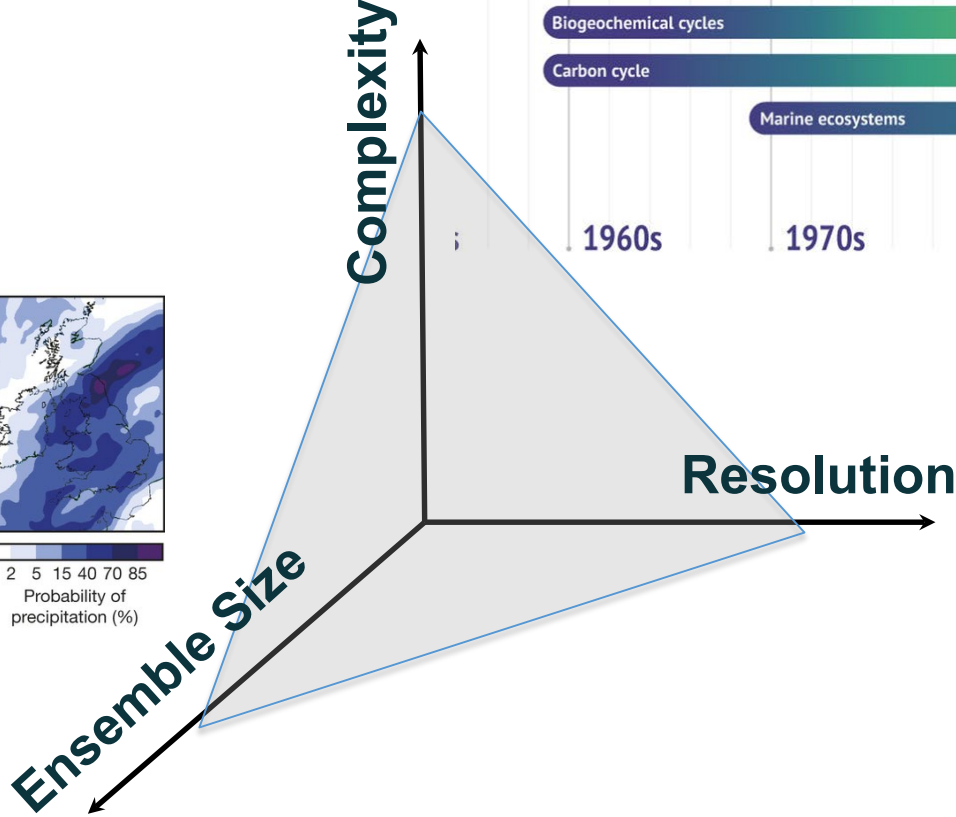 Biogeochemical cycles
Carbon cycle
Marine ecosystems
1960s
1970s
Complexity
Resolution
Ensemble Size
2 5 15 40 70 85
Probability of
precipitation (%)